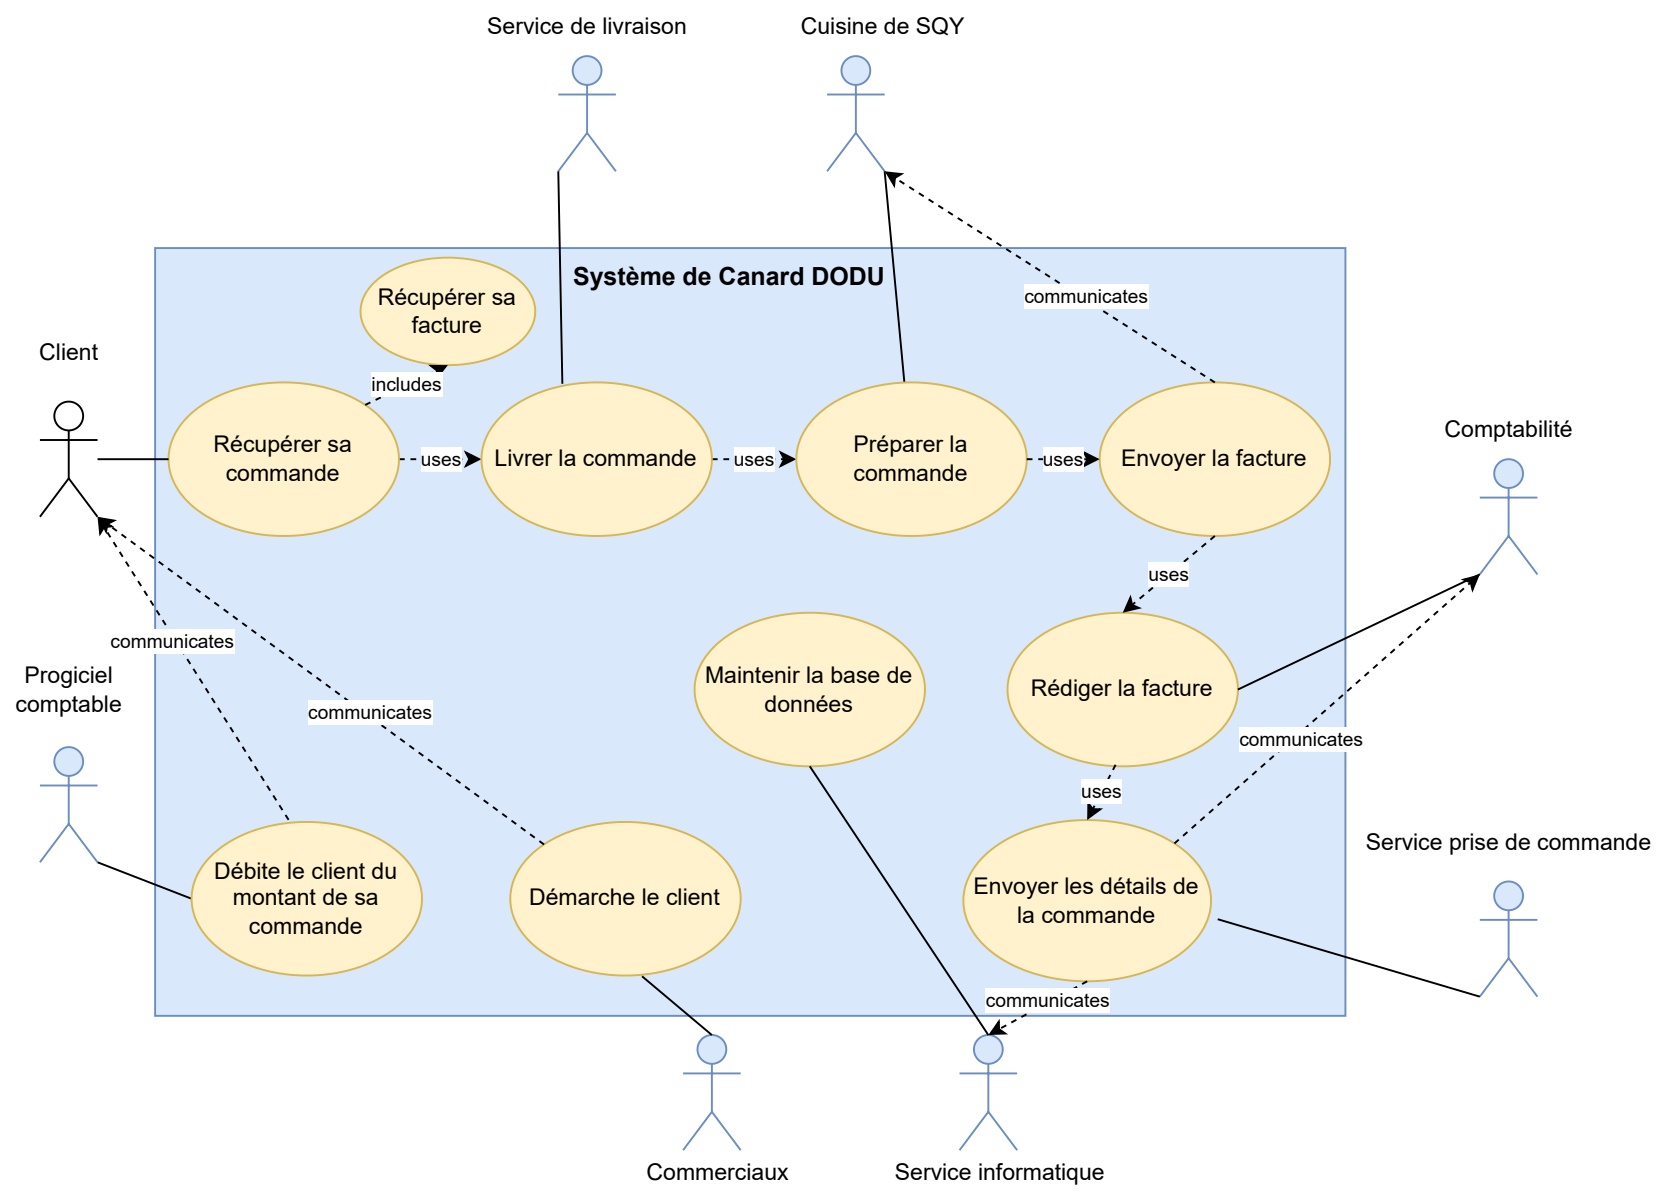 Service de livraison
Cuisine de SQY
Système de Canard DODU
Récupérer sa
facture
communicates
Client
includes
Récupérer sa
commande
uses
Livrer la commande
uses
Préparer la
commande
uses
Envoyer la facture
Comptabilité
uses
communicates
Progiciel
comptable
Maintenir la base de
données
Rédiger la facture
communicates
communicates
uses
Service prise de commande
Débite le client du
montant de sa
commande
Démarche le client
Envoyer les détails de
la commande
communicates
Commerciaux
Service informatique